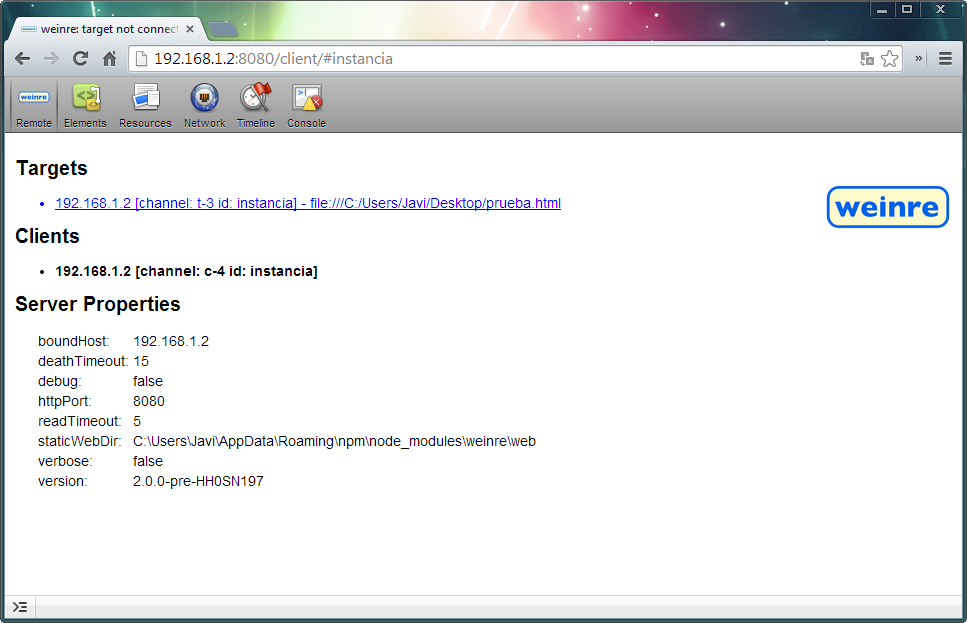 weinre: target not connect
192.168.1.2:8080/client/#instancia
weinre
Remote Elements Resources Network Timeline Console
Targets
192.168.1.2 [channel: t-3 id: instancia] - file:///C:/Users/Javi/Desktop/prueba.html
weinre
Clients
192.168.1.2 [channel: c-4 id: instancia]
Server Properties
boundHost: 192.168.1.2
deathTimeout: 15
debug: false
httpPort: 8080
readTimeout: 5
staticWebDir: C:\Users\Javi\AppData\Roaming\npm\node_modules\weinre\web
verbose: false
version: 2.0.0-pre-HH0SN197